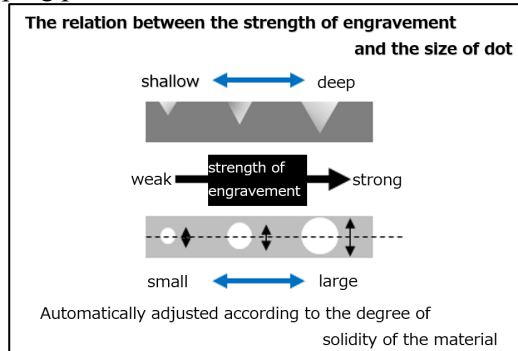 The relation between the strength of engravement
and the size of dot
shallow deep
weak strength of engravement strong
small large
Automatically adjusted according to the degree of
solidity of the material